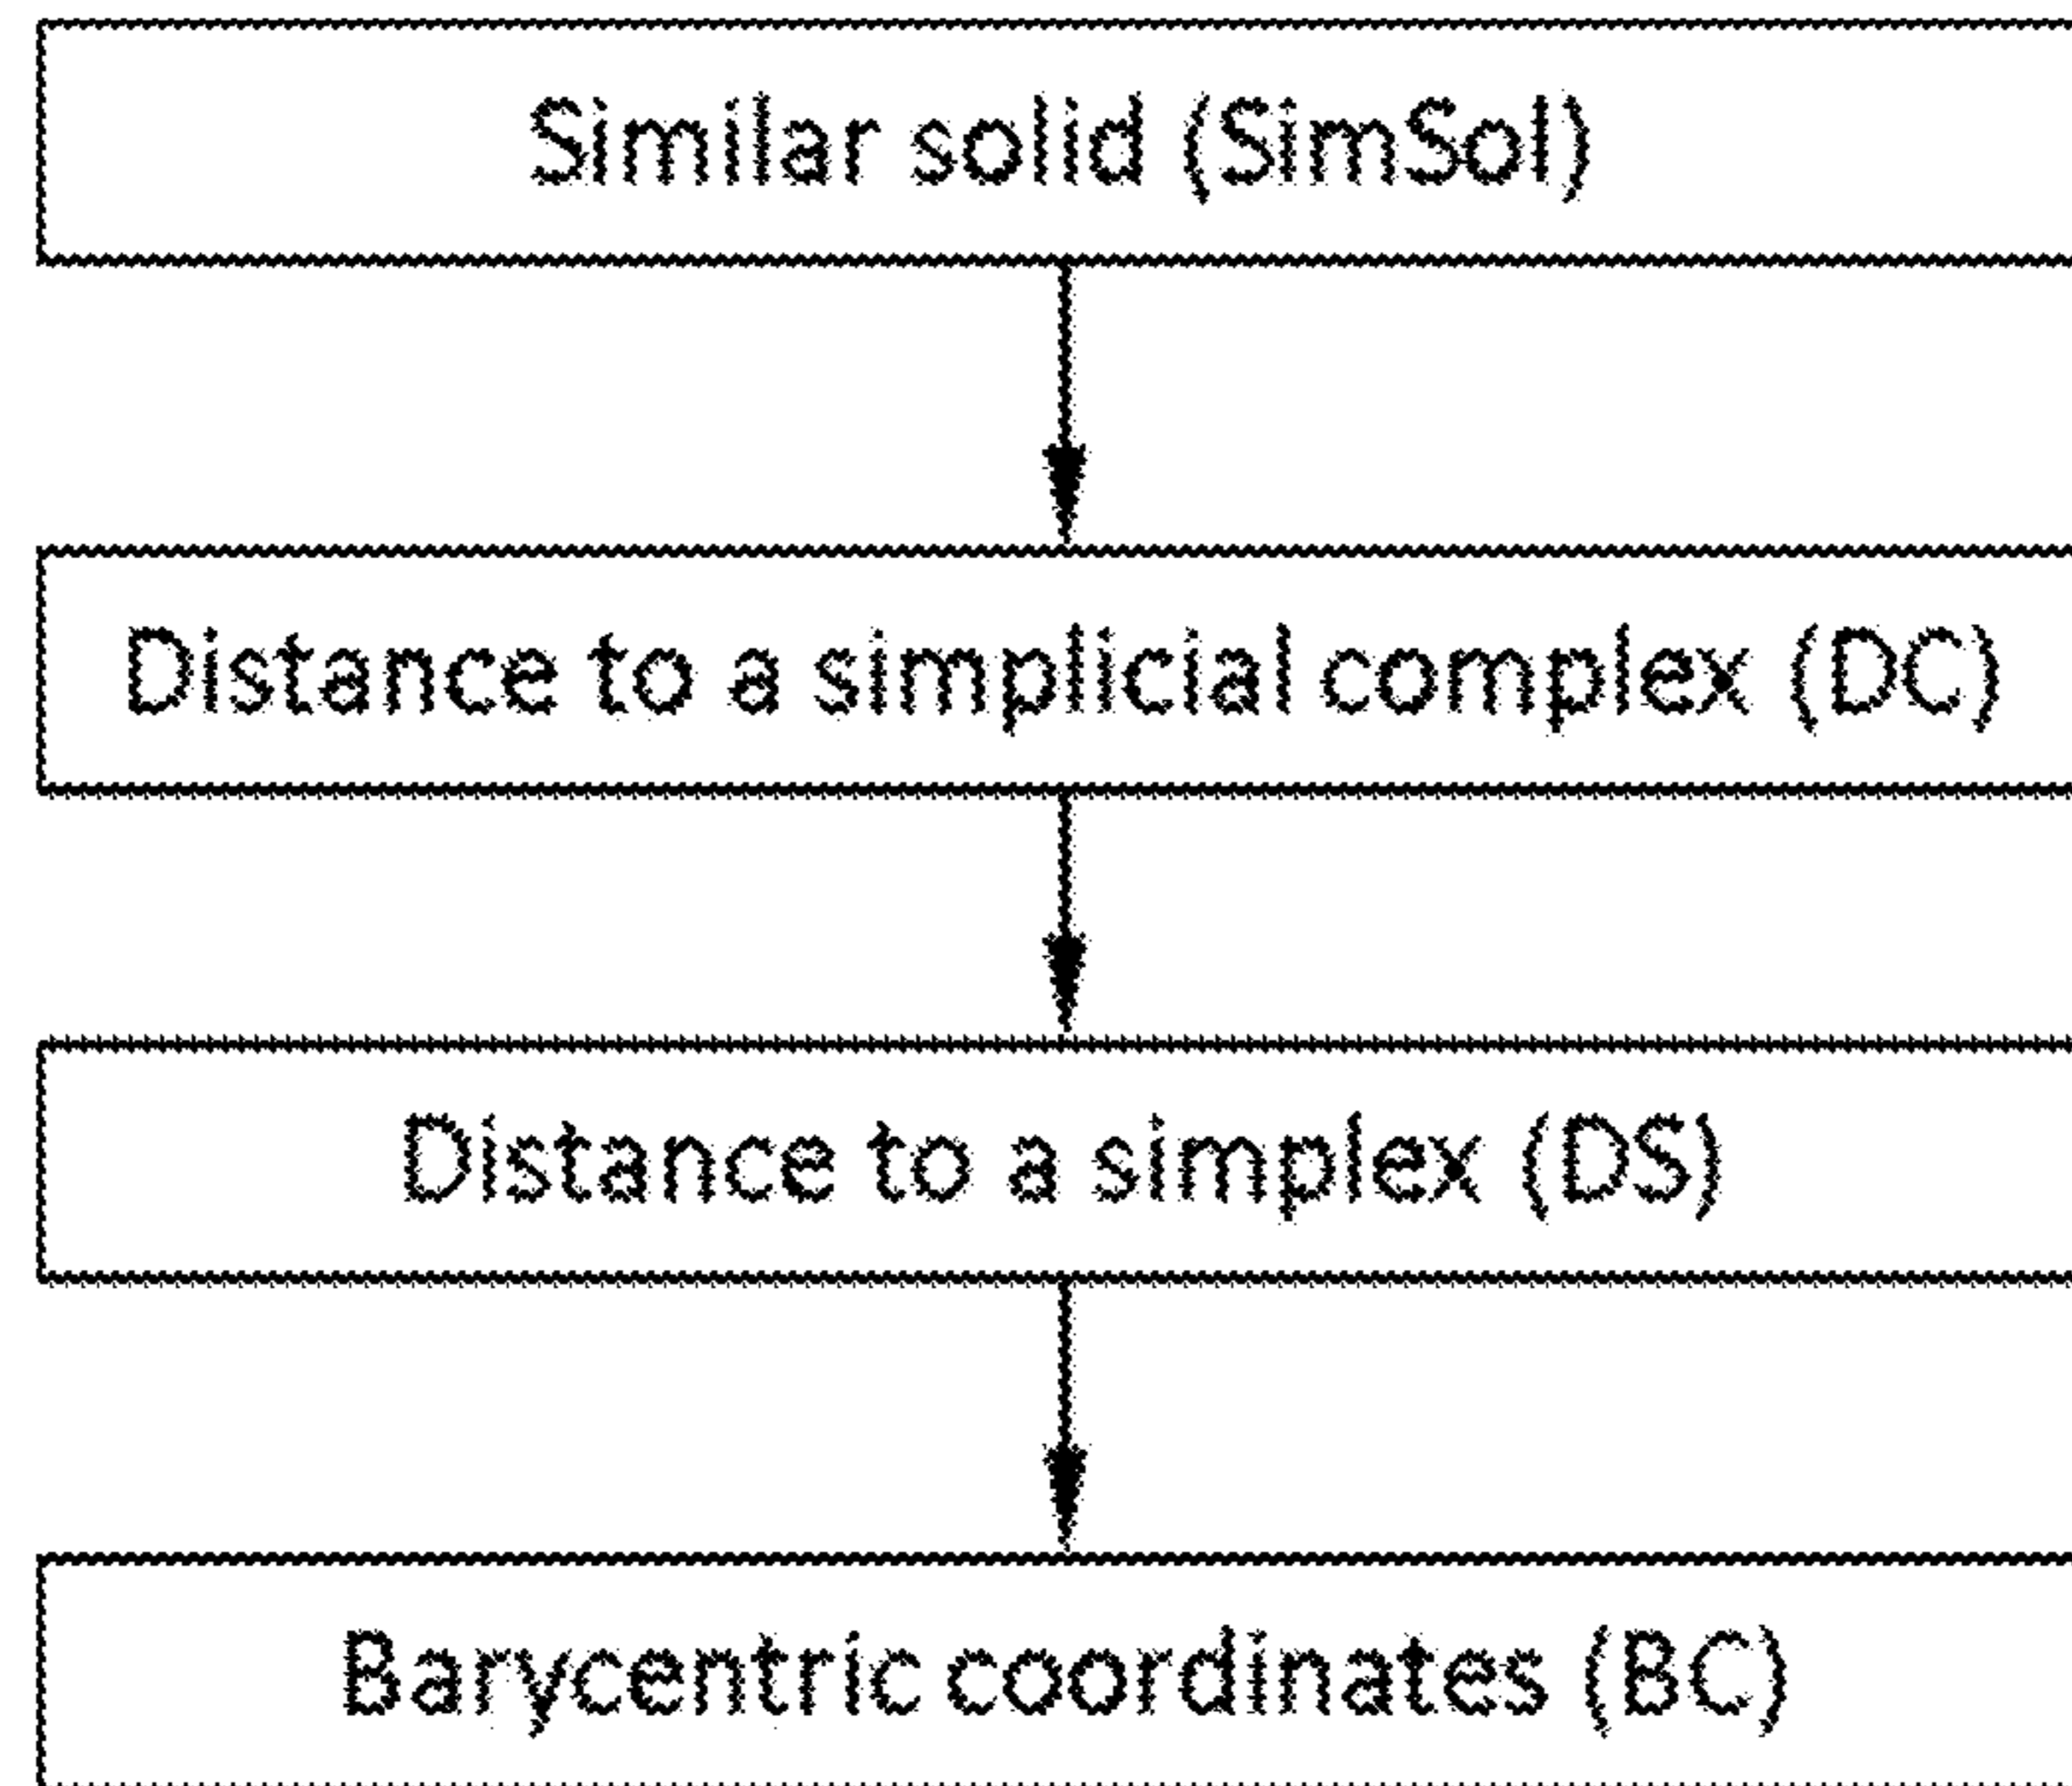 Similar solid (SimSol)
Distance to a simplicial complex (DC)
Distance to a simplex (DS)
Barycentric coordinates (BC)